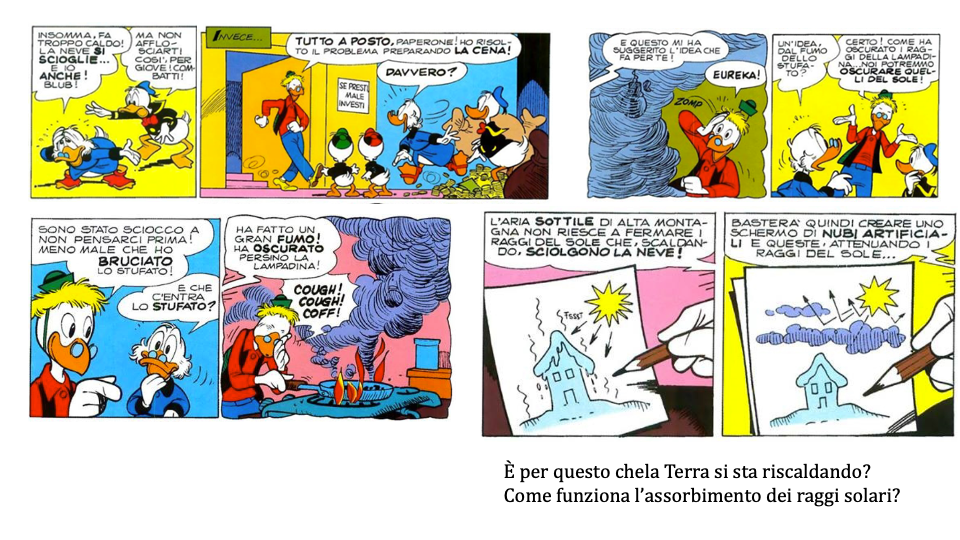 INSOMMA, FA
TROPPO CALDO!
LA NEVE SI
SCIOGLIE...
E IO
ANCHE!
BLUB!
MA NON
AFFLO-
SCIARTI
COSÌ, PER
GIOVE! COM-
BATTI!
INVECE...
TUTTO A POSTO, PAPERONE! HO RISOL-
TO IL PROBLEMA PREPARANDO LA CENA!
DAVVERO?
SE PRESTI,
MALE
INVESTI
E QUESTO MI HA
SUGGERITO L'IDEA CHE
FA PER TE!
EUREKA!
ZOMP
UN'IDEA,
DAL FUMO
DELLO
STUFA-
TO?
CERTO! COME HA
OSCURATO I RAG-
GI DELLA LAMPADI-
NA...NOI POTREMMO
OSCURARE QUEL-
LI DEL SOLE!
SONO STATO SCIOCCO A
NON PENSARCI PRIMA!
MENO MALE CHE HO
BRUCIATO
LO STUFATO!
E CHE
C'ENTRA
LO STUFATO?
HA FATTO UN
GRAN FUMO! HA
OSCURATO
PERSINO LA
LAMPADINA!
COUGH!
COUGH!
COFF!
L'ARIA SOTTILE DI ALTA MONTA-
GNA NON RIESCE A FERMARE I
RAGGI DEL SOLE CHE, SCALDAN-
DO, SCIOLGONO LA NEVE!
TSSST
BASTERÀ QUINDI CREARE UNO
SCHERMO DI NUBI ARTIFICIA-
LI E QUESTE, ATTENUANDO I
RAGGI DEL SOLE...
È per questo chela Terra si sta riscaldando?
Come funziona l'assorbimento dei raggi solari?